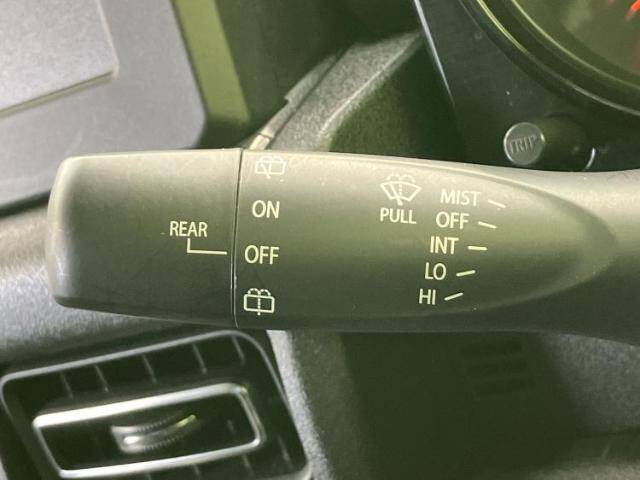 TRIP
ON
REAR
OFF
PULL
MIST
OFF
INT
LO
HI